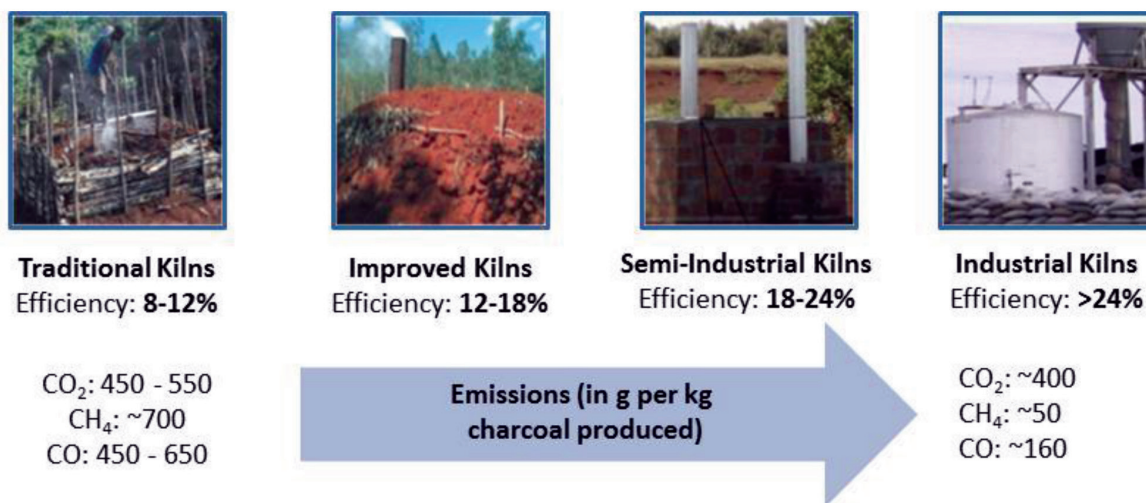 Traditional Kilns
Efficiency: 8-12%
Improved Kilns
Efficiency: 12-18%
Semi-Industrial Kilns
Efficiency: 18-24%
Industrial Kilns
Efficiency: >24%
CO₂: 450 - 550
CH₄: ~700
CO: 450 - 650
Emissions (in g per kg
charcoal produced)
CO₂: ~400
CH₄: ~50
CO: ~160